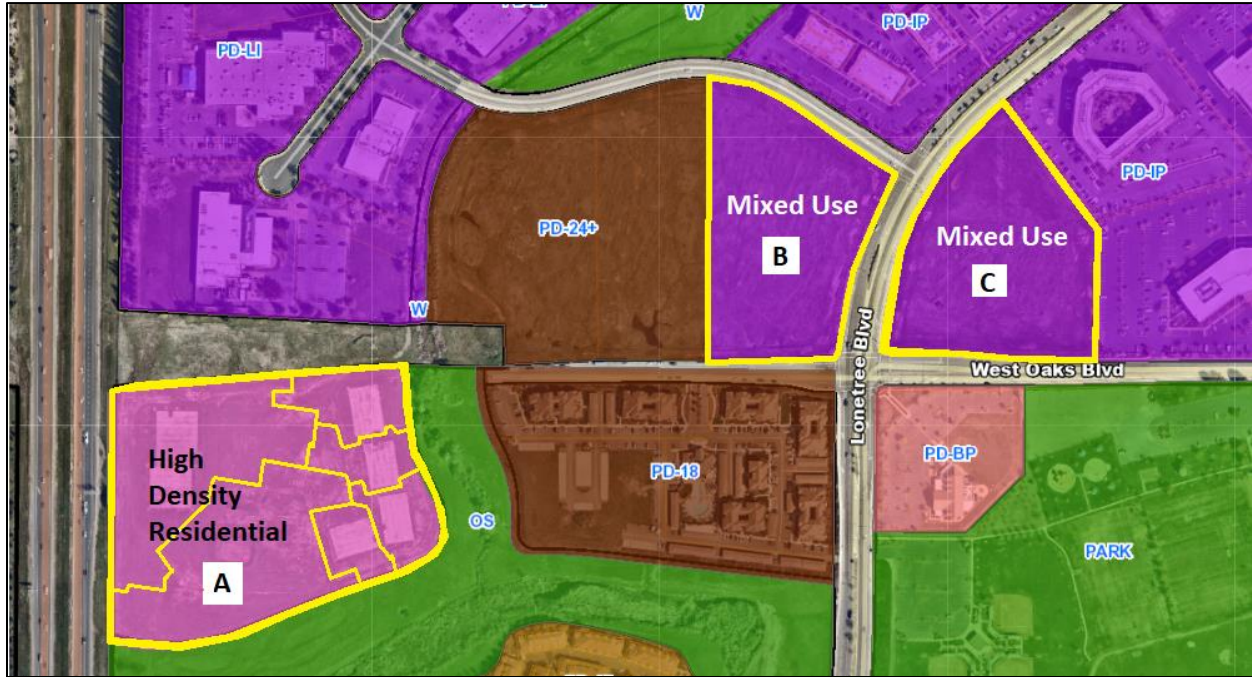 PD-LI
W
PD-IP
PD-IP
PD-24+
Mixed Use
B
Mixed Use
C
W
Lonetree Blvd
West Oaks Blvd
High
Density
Residential
A
OS
PD-18
PD-BP
PARK